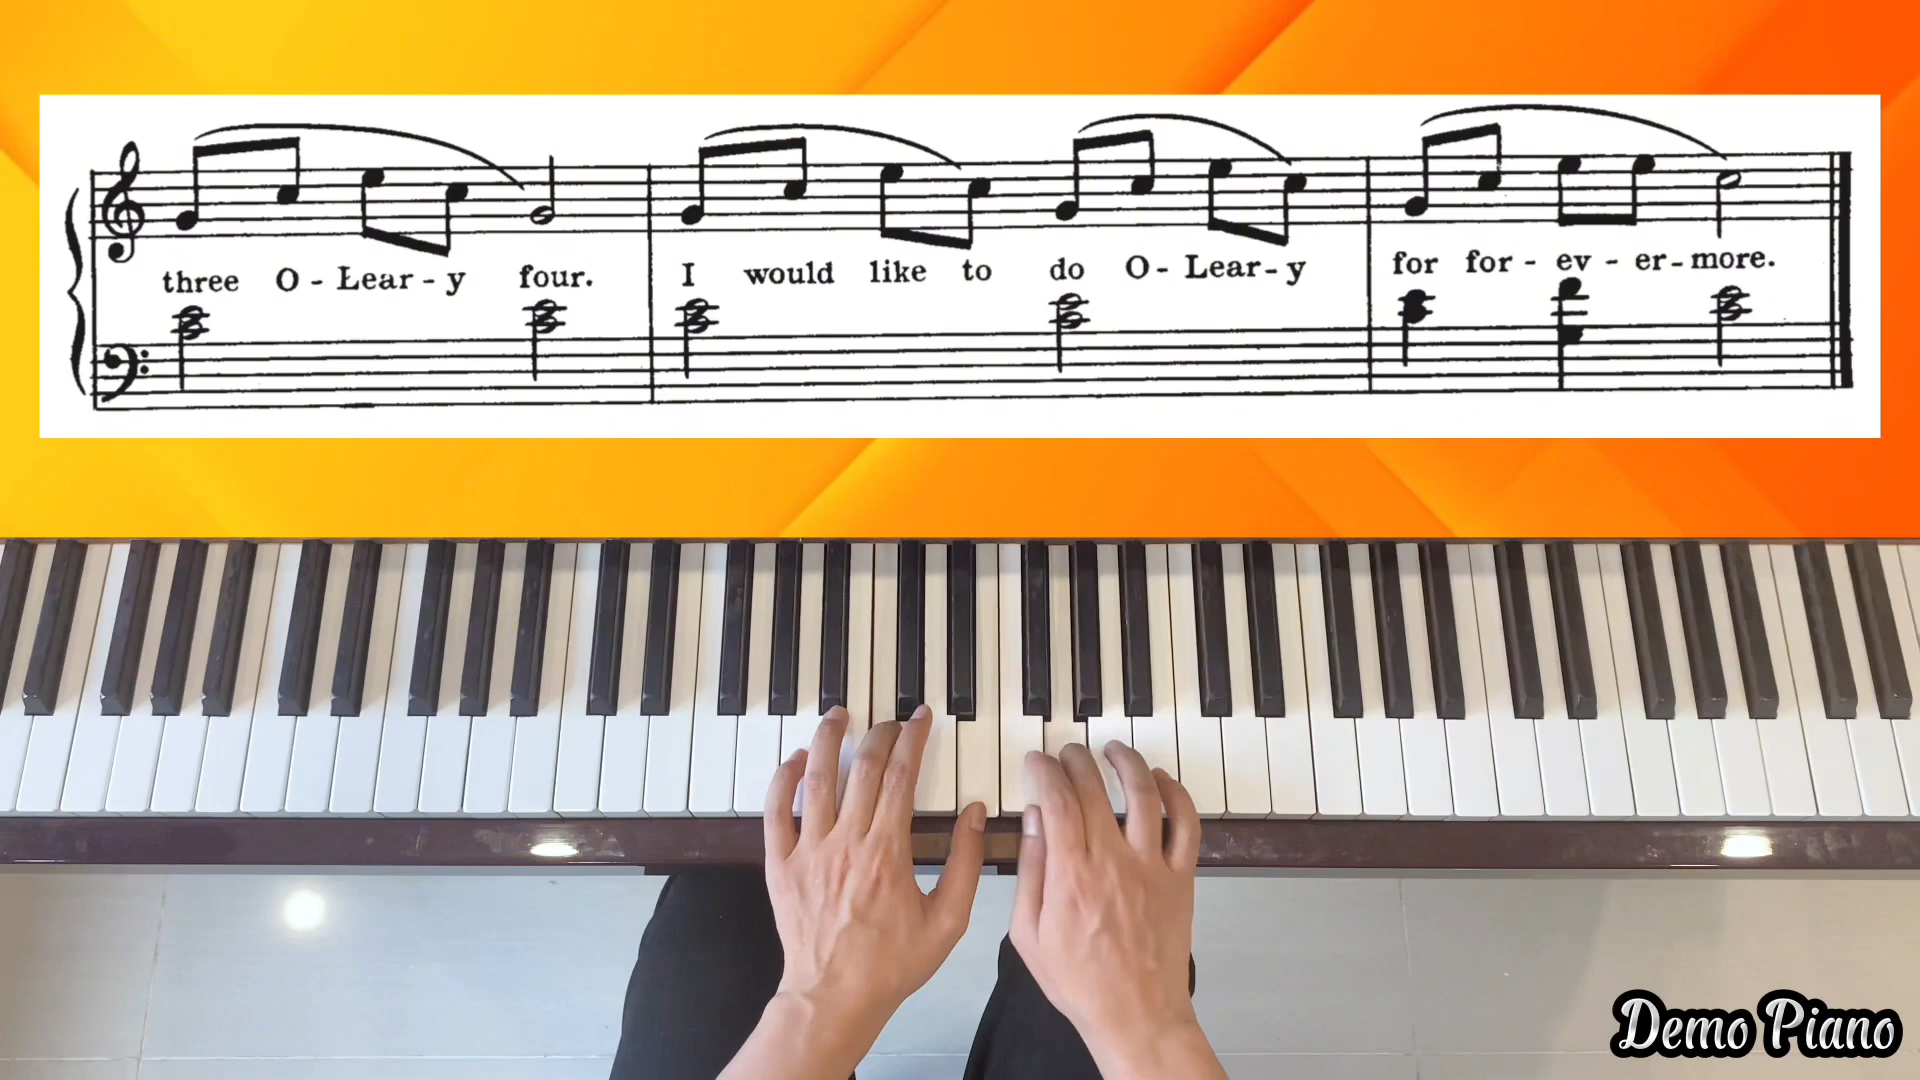 three O - Lear - y four. I would like to do O - Lear - y for for - ev - er - more.
Demo Piano